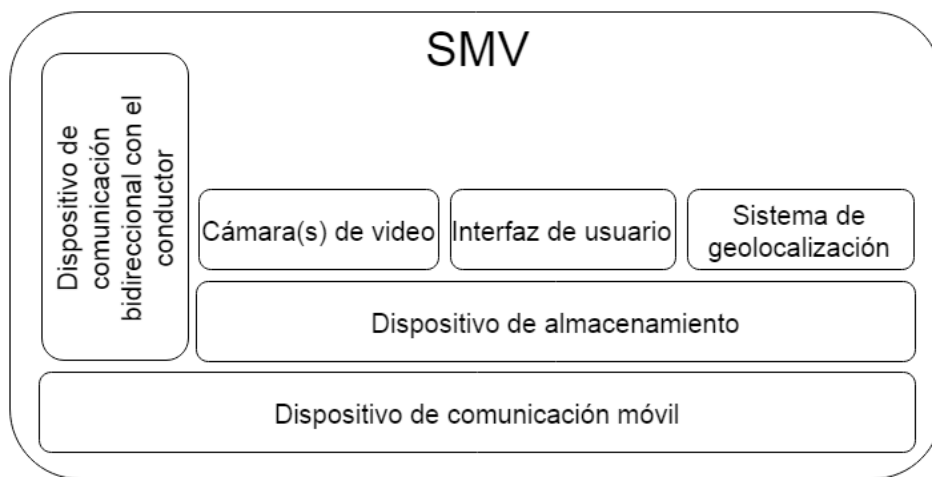 SMV
Dispositivo de
comunicación
bidireccional con el
conductor
Cámara(s) de video
Interfaz de usuario
Sistema de
geolocalización
Dispositivo de almacenamiento
Dispositivo de comunicación móvil